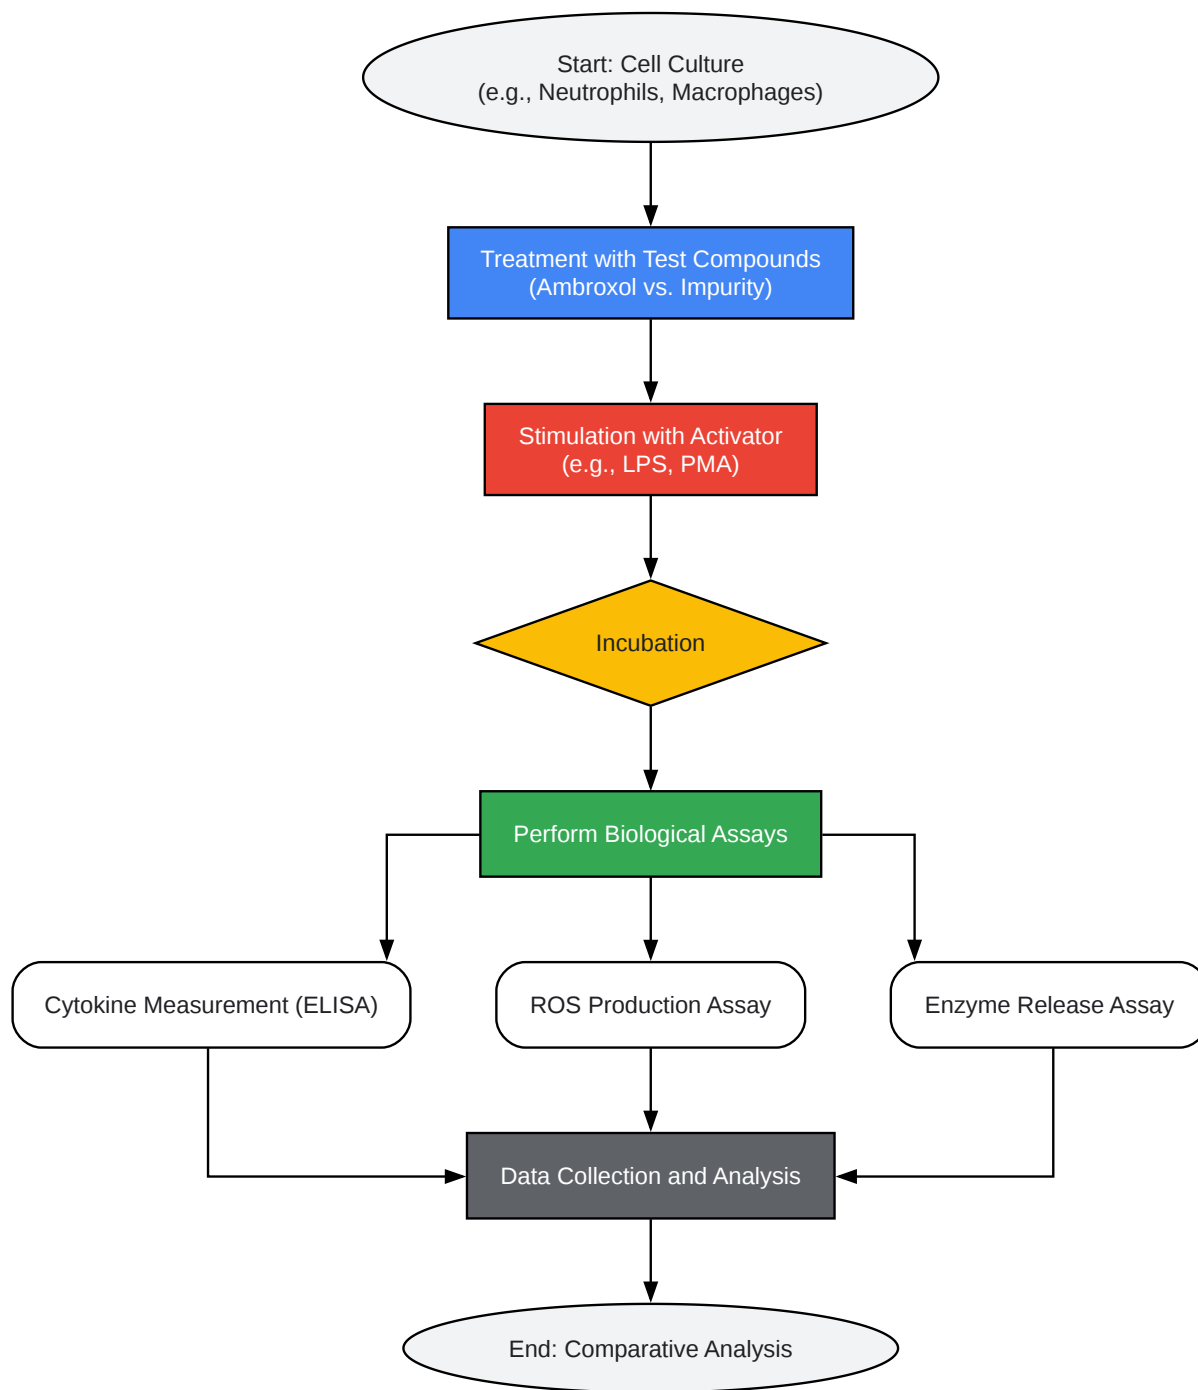 Start: Cell Culture
(e.g., Neutrophils, Macrophages)
Treatment with Test Compounds
(Ambroxol vs. Impurity)
Stimulation with Activator
(e.g., LPS, PMA)
Incubation
Perform Biological Assays
Cytokine Measurement (ELISA)
ROS Production Assay
Enzyme Release Assay
Data Collection and Analysis
End: Comparative Analysis